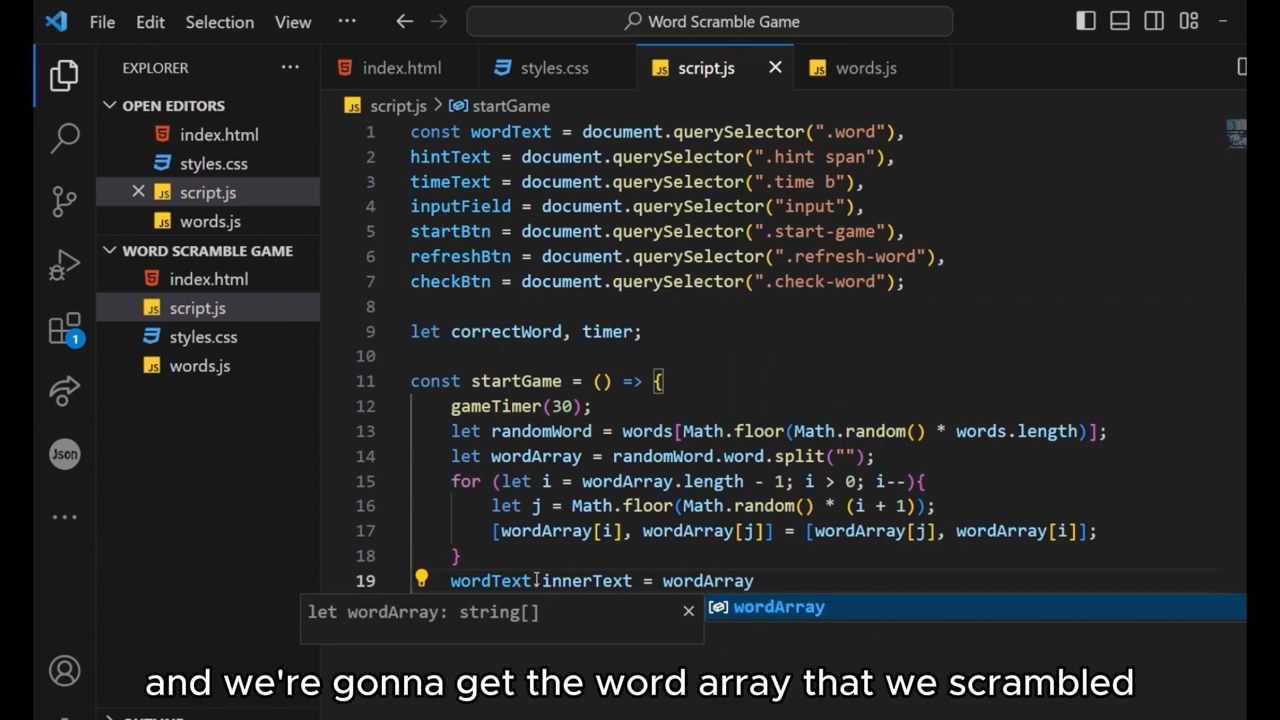 File Edit Selection View ... Word Scramble Game
EXPLORER ...
index.html styles.css script.js words.js
script.js > startGame
OPEN EDITORS
index.html
styles.css
script.js
words.js
WORD SCRAMBLE GAME
index.html
script.js
styles.css
words.js
1
Json
1 const wordText = document.querySelector(".word"),
2 hintText = document.querySelector(".hint span"),
3 timeText = document.querySelector(".time b"),
4 inputField = document.querySelector("input"),
5 startBtn = document.querySelector(".start-game"),
6 refreshBtn = document.querySelector(".refresh-word"),
7 checkBtn = document.querySelector(".check-word");
8
9 let correctWord, timer;
10
11 const startGame = () => {
12 gameTimer(30);
13 let randomWord = words[Math.floor(Math.random() * words.length)];
14 let wordArray = randomWord.word.split("");
15 for (let i = wordArray.length - 1; i > 0; i--){
16 let j = Math.floor(Math.random() * (i + 1));
17 [wordArray[i], wordArray[j]] = [wordArray[j], wordArray[i]];
18 }
19 wordText.innerText = wordArray
let wordArray: string[]
wordArray
and we're gonna get the word array that we scrambled